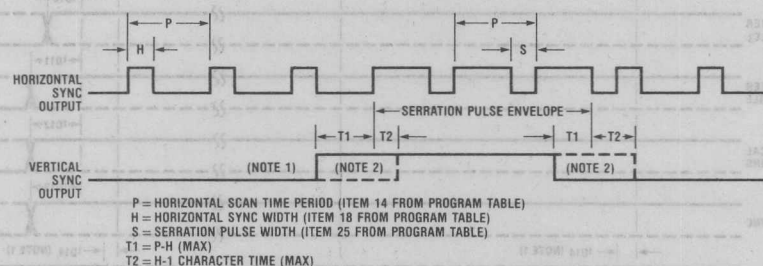 P
P
H
S
HORIZONTAL
SYNC
OUTPUT
SERRATION PULSE ENVELOPE
T1
T2
T1
T2
VERTICAL
SYNC
OUTPUT
(NOTE 1)
(NOTE 2)
(NOTE 2)
P = HORIZONTAL SCAN TIME PERIOD (ITEM 14 FROM PROGRAM TABLE)
H = HORIZONTAL SYNC WIDTH (ITEM 18 FROM PROGRAM TABLE)
S = SERRATION PULSE WIDTH (ITEM 25 FROM PROGRAM TABLE)
T1 = P-H (MAX)
T2 = H-1 CHARACTER TIME (MAX)